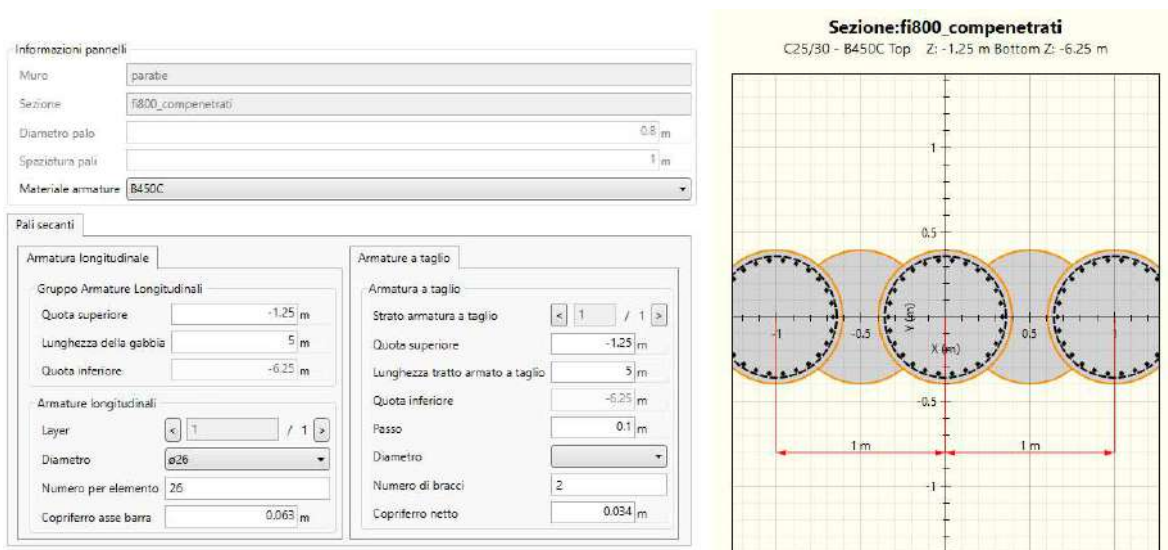 Informazioni pannelli
Muro paratie
Sezione fi800_compenetrati
Diametro palo 0.8 m
Spaziatura pali 1 m
Materiale armature B450C
Pali secanti
Armatura longitudinale
Gruppo Armature Longitudinali
Quota superiore -1.25 m
Lunghezza della gabbia 5 m
Quota inferiore -6.25 m
Armature longitudinali
Layer < 1 / 1 >
Diametro ø26
Numero per elemento 26
Copriferro asse barra 0.063 m
Armature a taglio
Armatura a taglio
Strato armatura a taglio < 1 / 1 >
Quota superiore -1.25 m
Lunghezza tratto armato a taglio 5 m
Quota inferiore -6.25 m
Passo 0.1 m
Diametro
Numero di bracci 2
Copriferro netto 0.034 m
Sezione:fi800_compenetrati
C25/30 - B450C Top Z: -1.25 m Bottom Z: -6.25 m
1
0.5
-1 -0.5 0.5 1
Y (m)
X (m)
-0.5
1 m 1 m
-1